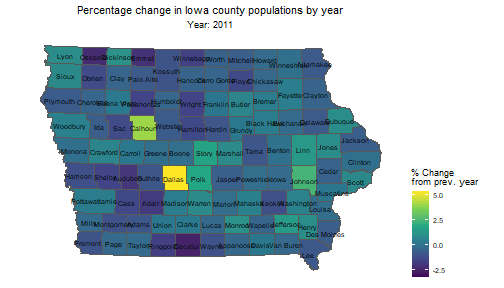 Percentage change in Iowa county populations by year
Year: 2011
Lyon Osceola Dickinson Emmet Winnebago Worth Mitchell Howard Winneshiek Allamakee
Kossuth
Sioux Obrien Clay Palo Alto Hancock Cerro Gordo Floyd Chickasaw
Fayette Clayton
Plymouth Cherokee Buena Vista Pocahontas Humboldt Wright Franklin Butler Bremer
Woodbury Ida Sac Calhoun Webster Hamilton Hardin Grundy Black Hawk Buchanan Delaware Dubuque
Jackson
Monona Crawford Carroll Greene Boone Story Marshall Tama Benton Linn Jones
Clinton
Harrison Shelby Audubon Guthrie Dallas Polk Jasper Poweshiek Iowa Johnson Cedar Scott
Muscatine
Pottawattamie Cass Adair Madison Warren Marion Mahaska Keokuk Washington
Louisa
Mills Montgomery Adams Union Clarke Lucas Monroe Wapello Jefferson Henry
Des Moines
Fremont Page Taylor Ringgold Decatur Wayne Appanoose Davis Van Buren
Lee
% Change
from prev. year
5.0
2.5
0.0
-2.5